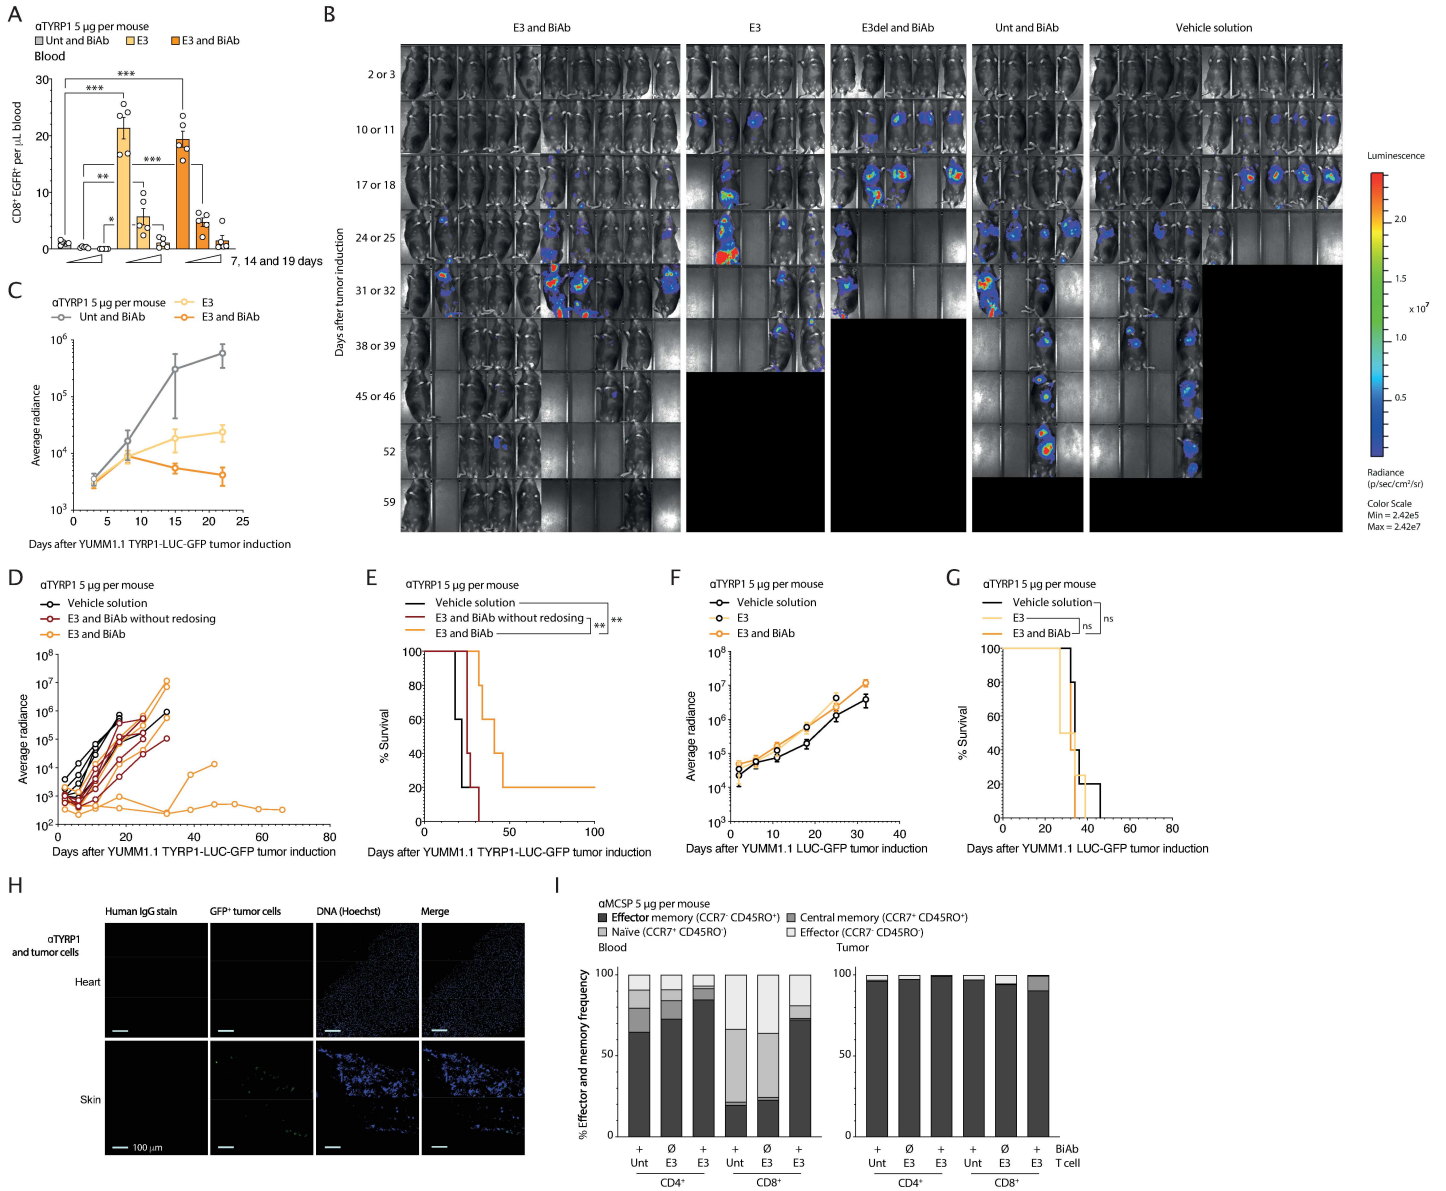 A
αTYRP1 5 µg per mouse
Unt and BiAb E3 E3 and BiAb
Blood
CD8⁺ EGFR⁺ per µL blood
30
20
10
0
***
***
***
**
*
7, 14 and 19 days
B
E3 and BiAb E3 E3del and BiAb Unt and BiAb Vehicle solution
Days after tumor induction
2 or 3
10 or 11
17 or 18
24 or 25
31 or 32
38 or 39
45 or 46
52
59
Luminescence
2.0
1.5
x 10⁷
1.0
0.5
Radiance
(p/sec/cm²/sr)
Color Scale
Min = 2.42e5
Max = 2.42e7
C
αTYRP1 5 µg per mouse E3
Unt and BiAb E3 and BiAb
Average radiance
10⁶
10⁵
10⁴
10³
0 5 10 15 20 25
Days after YUMM1.1 TYRP1-LUC-GFP tumor induction
D
αTYRP1 5 µg per mouse
Vehicle solution
E3 and BiAb without redosing
E3 and BiAb
Average radiance
10⁸
10⁷
10⁶
10⁵
10⁴
10³
10²
0 20 40 60 80
Days after YUMM1.1 TYRP1-LUC-GFP tumor induction
E
αTYRP1 5 µg per mouse
Vehicle solution
E3 and BiAb without redosing
E3 and BiAb
**
**
% Survival
100
80
60
40
20
0
0 50 100
Days after YUMM1.1 TYRP1-LUC-GFP tumor induction
F
αTYRP1 5 µg per mouse
Vehicle solution
E3
E3 and BiAb
Average radiance
10⁸
10⁷
10⁶
10⁵
10⁴
10³
0 10 20 30 40
Days after YUMM1.1 LUC-GFP tumor induction
G
αTYRP1 5 µg per mouse
Vehicle solution
E3
E3 and BiAb
ns
ns
% Survival
100
80
60
40
20
0
0 20 40 60 80
Days after YUMM1.1 LUC-GFP tumor induction
H
Human IgG stain GFP⁺ tumor cells DNA (Hoechst) Merge
αTYRP1
and tumor cells
Heart
Skin
100 µm
I
αMCSP 5 µg per mouse
Effector memory (CCR7⁻ CD45RO⁺) Central memory (CCR7⁺ CD45RO⁺)
Naïve (CCR7⁺ CD45RO⁻) Effector (CCR7⁻ CD45RO⁻)
Blood Tumor
% Effector and memory frequency
100
50
0
100
50
0
+ Ø + + Ø + + Ø + + Ø + BiAb
Unt E3 E3 Unt E3 E3 Unt E3 E3 Unt E3 E3 T cell
CD4⁺ CD8⁺ CD4⁺ CD8⁺